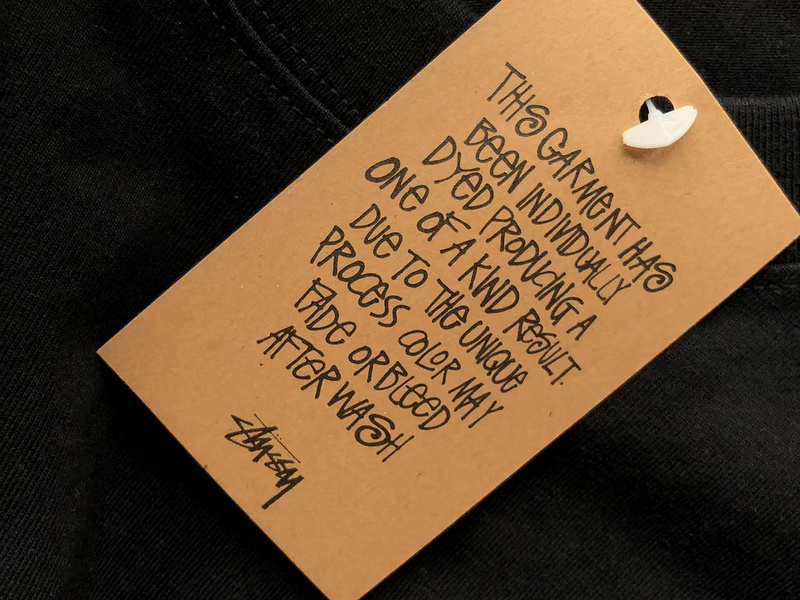 THIS GARMENT HAS
BEEN INDIVIDUALLY
DYED PRODUCING A
ONE OF A KIND RESULT.
DUE TO THE UNIQUE
PROCESS COLOR MAY
FADE OR BLEED
AFTER WASH
Stüssy